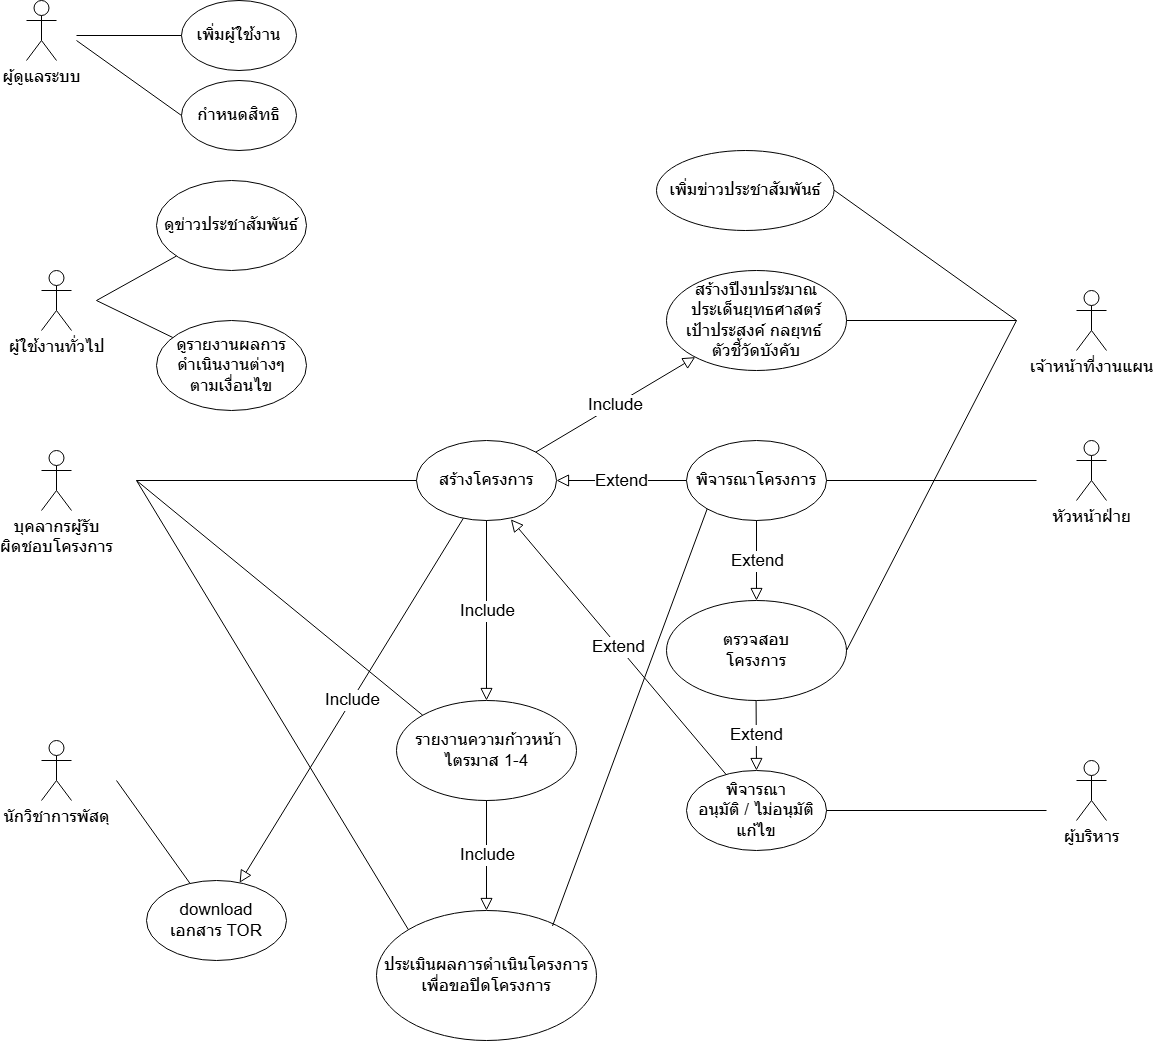 เพิ่มผู้ใช้งาน
ผู้ดูแลระบบ
กำหนดสิทธิ
เพิ่มข่าวประชาสัมพันธ์
ดูข่าวประชาสัมพันธ์
สร้างปีงบประมาณ
ประเด็นยุทธศาสตร์
เป้าประสงค์ กลยุทธ์
ตัวชี้วัดบังคับ
ผู้ใช้งานทั่วไป
ดูรายงานผลการ
ดำเนินงานต่างๆ
ตามเงื่อนไข
เจ้าหน้าที่งานแผน
Include
สร้างโครงการ
Extend
พิจารณาโครงการ
บุคลากรผู้รับ
ผิดชอบโครงการ
หัวหน้าฝ่าย
Extend
Include
Extend
ตรวจสอบ
โครงการ
Include
รายงานความก้าวหน้า
ไตรมาส 1-4
Extend
นักวิชาการพัสดุ
พิจารณา
อนุมัติ / ไม่อนุมัติ
แก้ไข
ผู้บริหาร
Include
download
เอกสาร TOR
ประเมินผลการดำเนินโครงการ
เพื่อขอปิดโครงการ